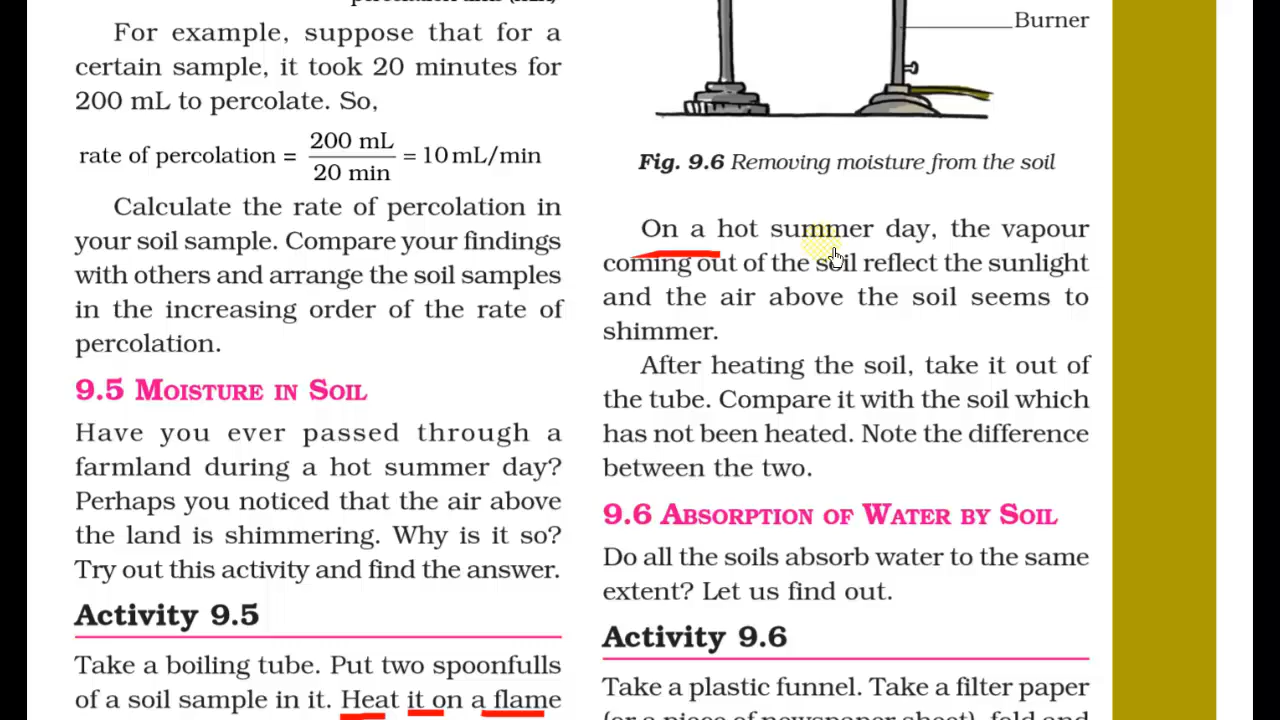 For example, suppose that for a
certain sample, it took 20 minutes for
200 mL to percolate. So,
rate of percolation = 200 mL / 20 min = 10 mL/min
Calculate the rate of percolation in
your soil sample. Compare your findings
with others and arrange the soil samples
in the increasing order of the rate of
percolation.
9.5 MOISTURE IN SOIL
Have you ever passed through a
farmland during a hot summer day?
Perhaps you noticed that the air above
the land is shimmering. Why is it so?
Try out this activity and find the answer.
Activity 9.5
Take a boiling tube. Put two spoonfulls
of a soil sample in it. Heat it on a flame
Burner
Fig. 9.6 Removing moisture from the soil
On a hot summer day, the vapour
coming out of the soil reflect the sunlight
and the air above the soil seems to
shimmer.
After heating the soil, take it out of
the tube. Compare it with the soil which
has not been heated. Note the difference
between the two.
9.6 ABSORPTION OF WATER BY SOIL
Do all the soils absorb water to the same
extent? Let us find out.
Activity 9.6
Take a plastic funnel. Take a filter paper
(or a piece of newspaper sheet), fold and